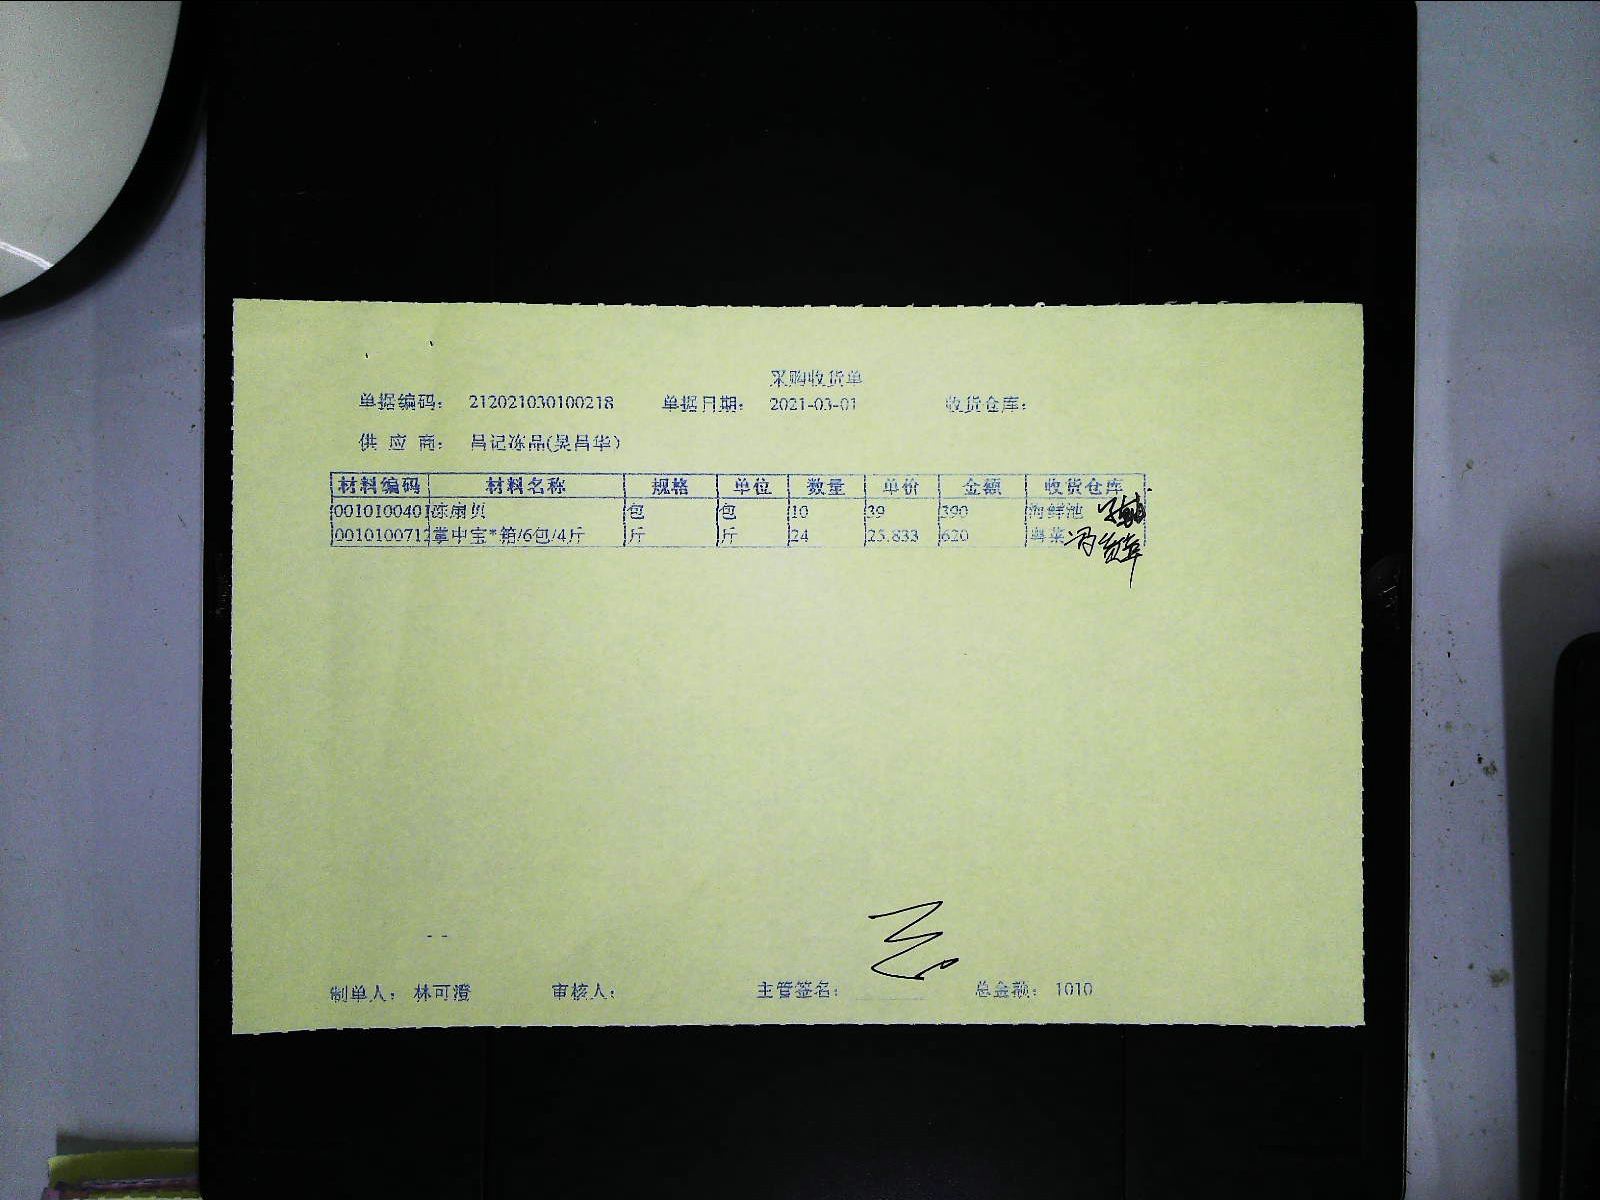 采购收货单
单据编码： 212021030100218 单据日期： 2021-03-01 收货仓库：
供 应 商： 昌记冻品(吴昌华)
材料编码 材料名称 规格 单位 数量 单价 金额 收货仓库
0010100401 冻扇贝 包 包 10 39 390 海鲜池
0010100712 掌中宝*箱/6包/4斤 斤 斤 24 25.833 620 粤菜
制单人： 林可澄 审核人： 主管签名： 总金额： 1010